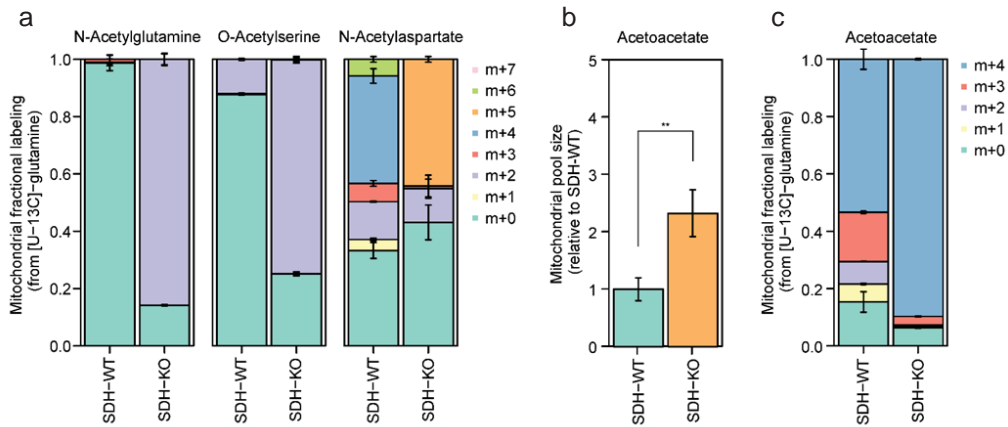 a
N-Acetylglutamine
O-Acetylserine
N-Acetylaspartate
Mitochondrial fractional labeling
(from [U−13C]−glutamine)
1.0
0.8
0.6
0.4
0.2
0.0
SDH−WT
SDH−KO
SDH−WT
SDH−KO
SDH−WT
SDH−KO
m+7
m+6
m+5
m+4
m+3
m+2
m+1
m+0
b
Acetoacetate
Mitochondrial pool size
(relative to SDH−WT)
5
4
3
2
1
0
**
SDH−WT
SDH−KO
c
Acetoacetate
Mitochondrial fractional labeling
(from [U−13C]−glutamine)
1.0
0.8
0.6
0.4
0.2
0.0
SDH−WT
SDH−KO
m+4
m+3
m+2
m+1
m+0